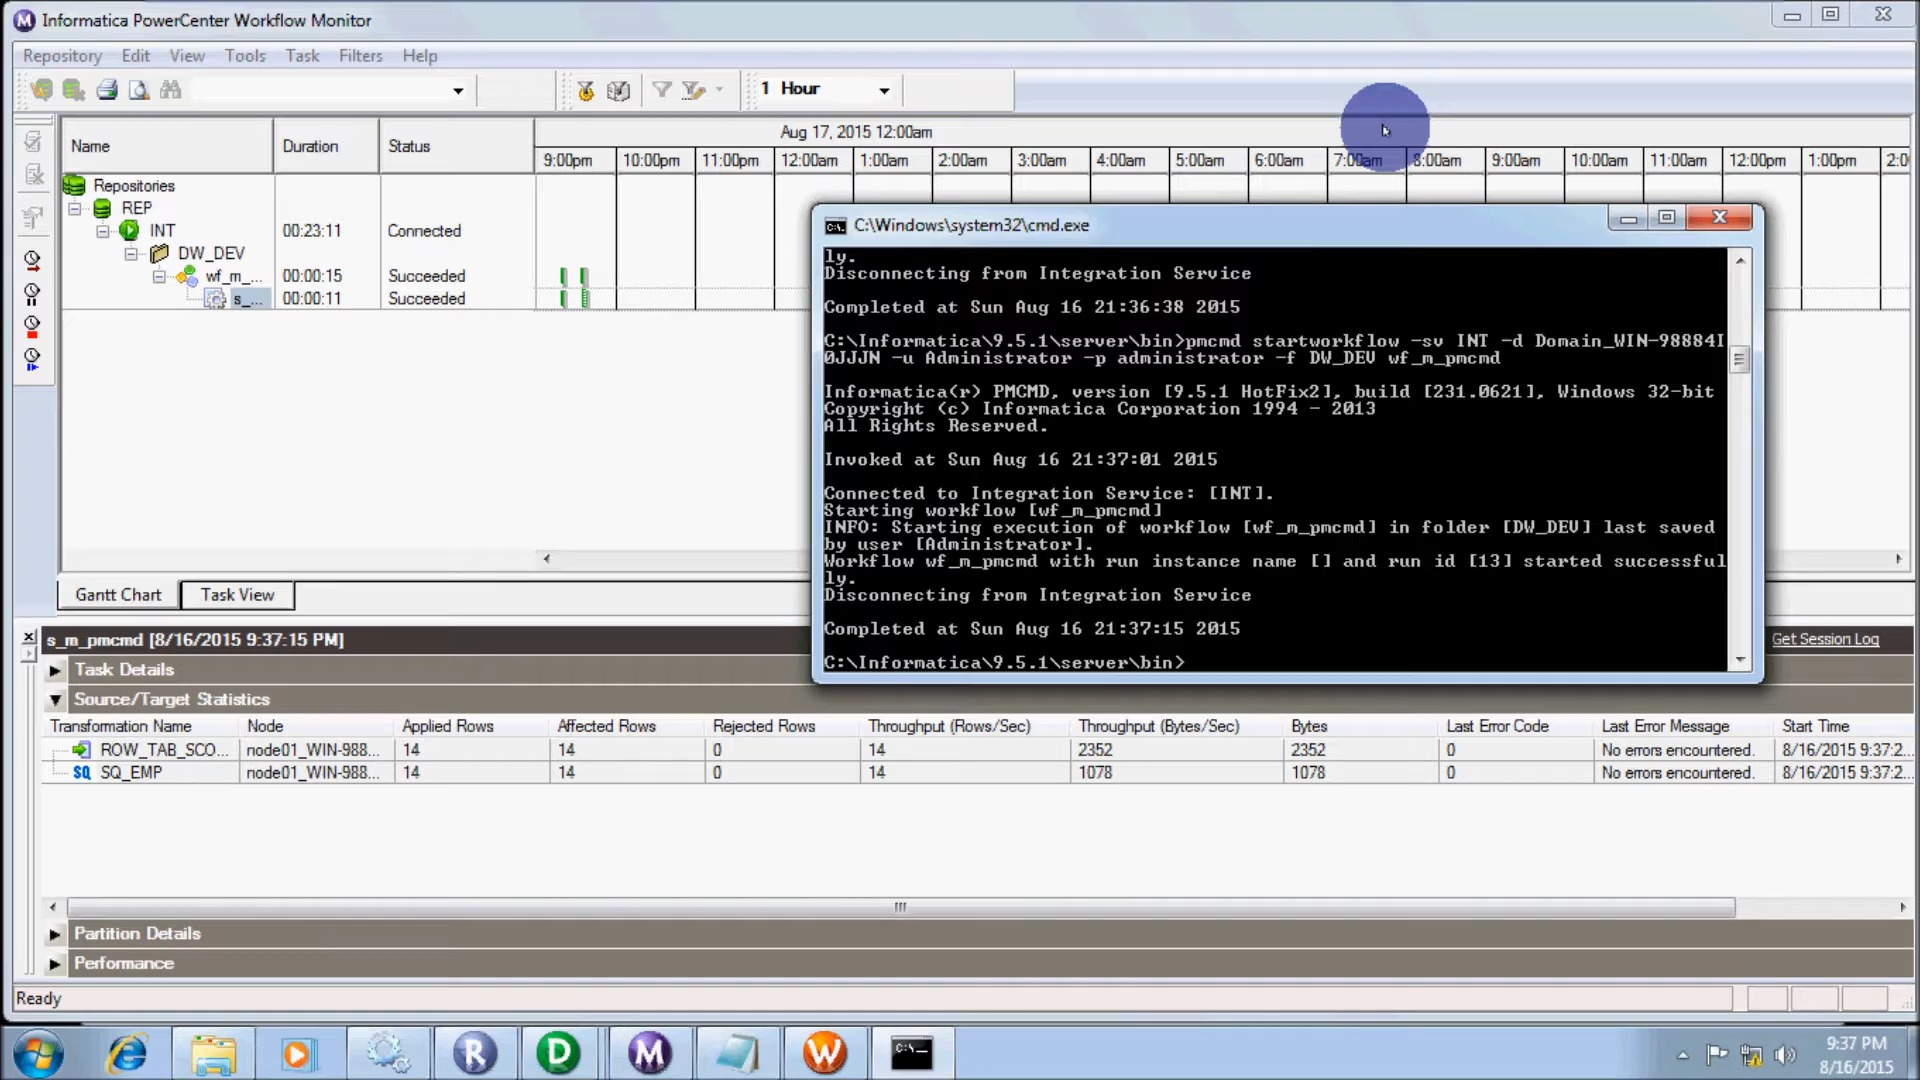 Informatica PowerCenter Workflow Monitor
Repository Edit View Tools Task Filters Help
1 Hour
Name Duration Status
Aug 17, 2015 12:00am
9:00pm 10:00pm 11:00pm 12:00am 1:00am 2:00am 3:00am 4:00am 5:00am 6:00am 7:00am 8:00am 9:00am 10:00am 11:00am 12:00pm 1:00pm 2:0
Repositories
REP
INT 00:23:11 Connected
DW_DEV
wf_m_... 00:00:15 Succeeded
s_... 00:00:11 Succeeded
C:\Windows\system32\cmd.exe
ly.
Disconnecting from Integration Service
Completed at Sun Aug 16 21:36:38 2015
C:\Informatica\9.5.1\server\bin>pmcmd startworkflow -sv INT -d Domain_WIN-98884I
0JJJN -u Administrator -p administrator -f DW_DEV wf_m_pmcmd
Informatica(r) PMCMD, version [9.5.1 HotFix2], build [231.0621], Windows 32-bit
Copyright (c) Informatica Corporation 1994 - 2013
All Rights Reserved.
Invoked at Sun Aug 16 21:37:01 2015
Connected to Integration Service: [INT].
Starting workflow [wf_m_pmcmd]
INFO: Starting execution of workflow [wf_m_pmcmd] in folder [DW_DEV] last saved
by user [Administrator].
Workflow wf_m_pmcmd with run instance name [] and run id [13] started successful
ly.
Disconnecting from Integration Service
Completed at Sun Aug 16 21:37:15 2015
C:\Informatica\9.5.1\server\bin>
Gantt Chart Task View
s_m_pmcmd [8/16/2015 9:37:15 PM] Get Session Log
Task Details
Source/Target Statistics
Transformation Name Node Applied Rows Affected Rows Rejected Rows Throughput (Rows/Sec) Throughput (Bytes/Sec) Bytes Last Error Code Last Error Message Start Time
ROW_TAB_SCO... node01_WIN-988... 14 14 0 14 2352 2352 0 No errors encountered. 8/16/2015 9:37:2...
SQ SQ_EMP node01_WIN-988... 14 14 0 14 1078 1078 0 No errors encountered. 8/16/2015 9:37:2...
Partition Details
Performance
Ready
R D M W C:\
9:37 PM
8/16/2015